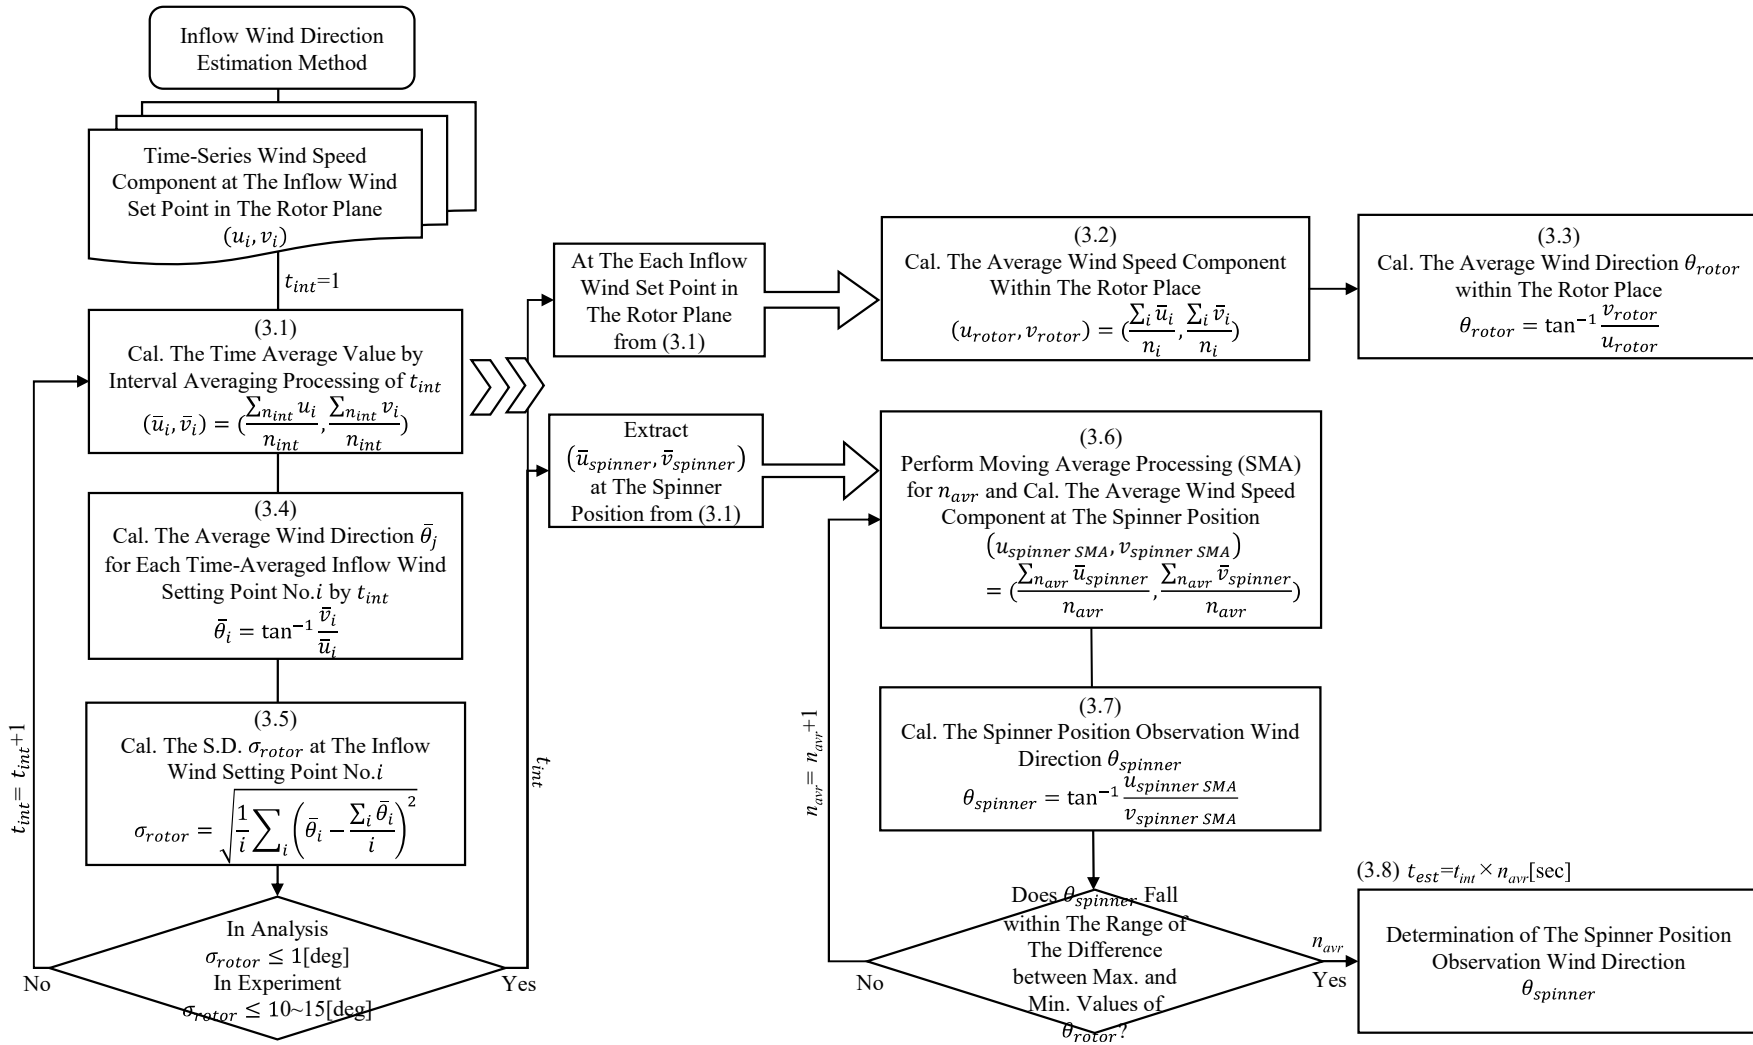 Inflow Wind Direction
Estimation Method
Time-Series Wind Speed
Component at The Inflow Wind
Set Point in The Rotor Plane
(u_i, v_i)
t_int=1
(3.1)
Cal. The Time Average Value by
Interval Averaging Processing of t_int
(ū_i, v̄_i) = (∑_{n_int} u_i / n_int, ∑_{n_int} v_i / n_int)
(3.4)
Cal. The Average Wind Direction θ̄_j
for Each Time-Averaged Inflow Wind
Setting Point No.i by t_int
θ̄_i = tan⁻¹ v̄_i / ū_i
(3.5)
Cal. The S.D. σ_rotor at The Inflow
Wind Setting Point No.i
σ_rotor = √(1/i ∑_i (θ̄_i − ∑_i θ̄_i / i)²)
t_int= t_int+1
In Analysis
σ_rotor ≤ 1[deg]
In Experiment
σ_rotor ≤ 10~15[deg]
No
Yes
t_int
At The Each Inflow
Wind Set Point in
The Rotor Plane
from (3.1)
(3.2)
Cal. The Average Wind Speed Component
Within The Rotor Place
(u_rotor, v_rotor) = (∑_i ū_i / n_i, ∑_i v̄_i / n_i)
(3.3)
Cal. The Average Wind Direction θ_rotor
within The Rotor Place
θ_rotor = tan⁻¹ v_rotor / u_rotor
Extract
(ū_spinner, v̄_spinner)
at The Spinner
Position from (3.1)
(3.6)
Perform Moving Average Processing (SMA)
for n_avr and Cal. The Average Wind Speed
Component at The Spinner Position
(u_spinner SMA, v_spinner SMA)
= (∑_{n_avr} ū_spinner / n_avr, ∑_{n_avr} v̄_spinner / n_avr)
(3.7)
Cal. The Spinner Position Observation Wind
Direction θ_spinner
θ_spinner = tan⁻¹ u_spinner SMA / v_spinner SMA
n_avr= n_avr+1
Does θ_spinner Fall
within The Range of
The Difference
between Max. and
Min. Values of
θ_rotor?
No
n_avr
Yes
(3.8) t_est=t_int × n_avr[sec]
Determination of The Spinner Position
Observation Wind Direction
θ_spinner